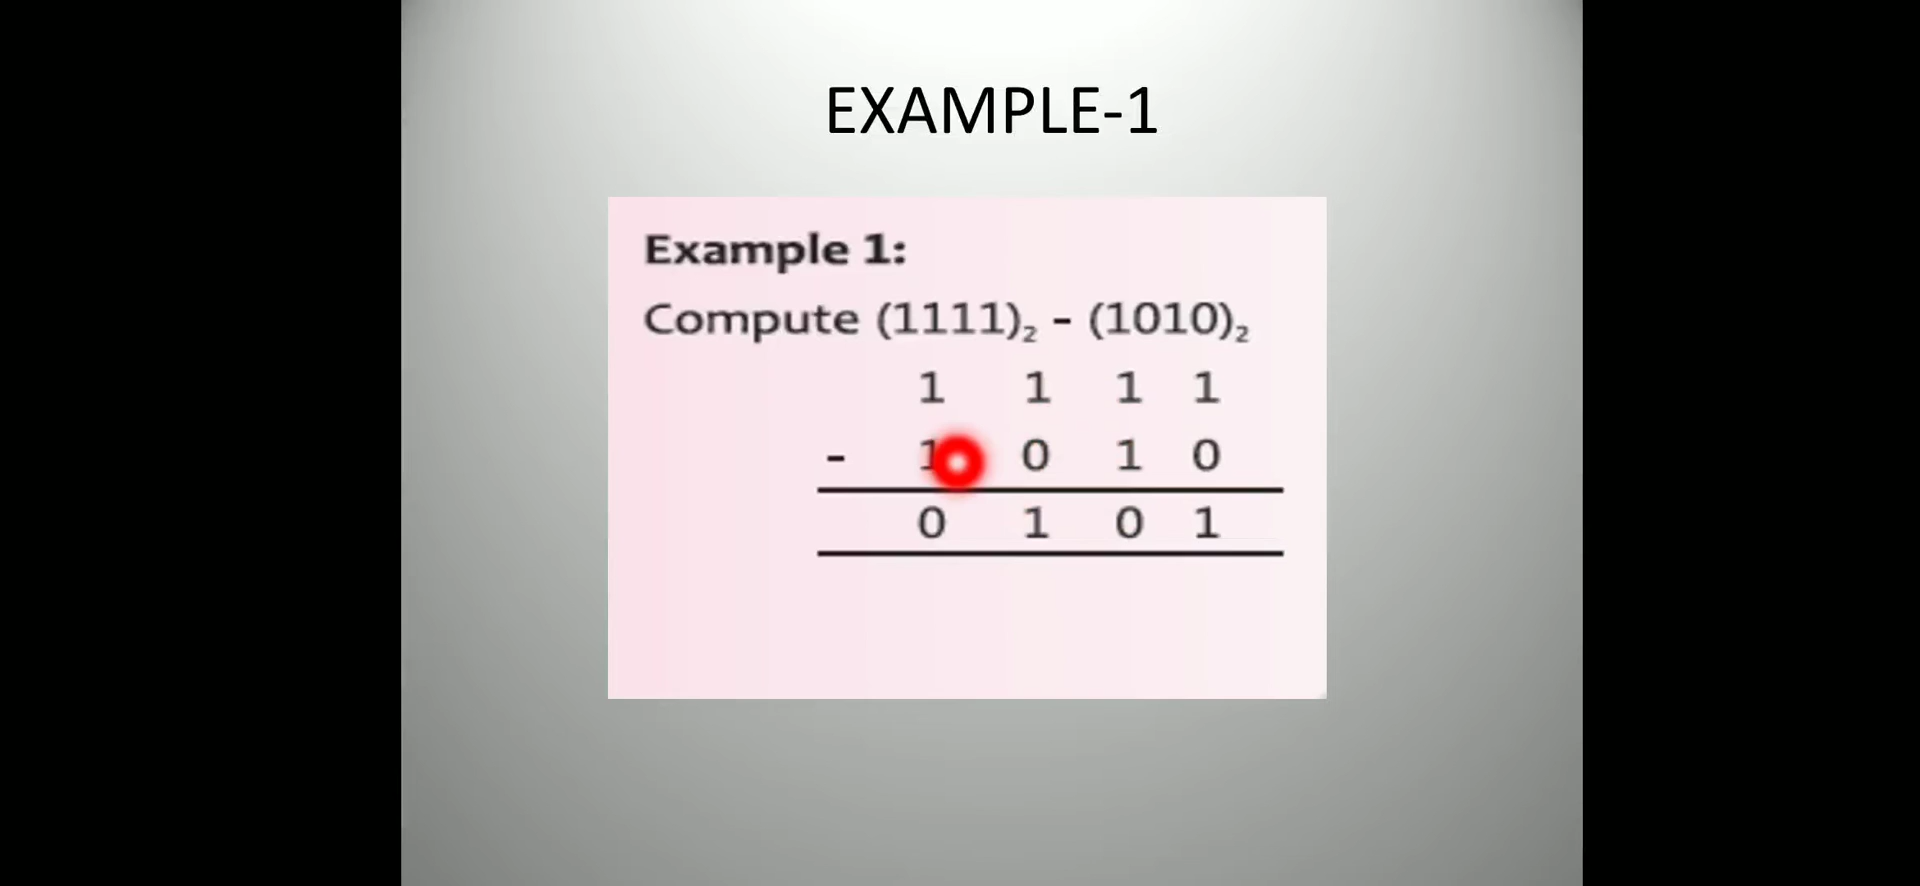 EXAMPLE-1
Example 1:
Compute (1111)₂ - (1010)₂
1 1 1 1
- 1 0 1 0
0 1 0 1